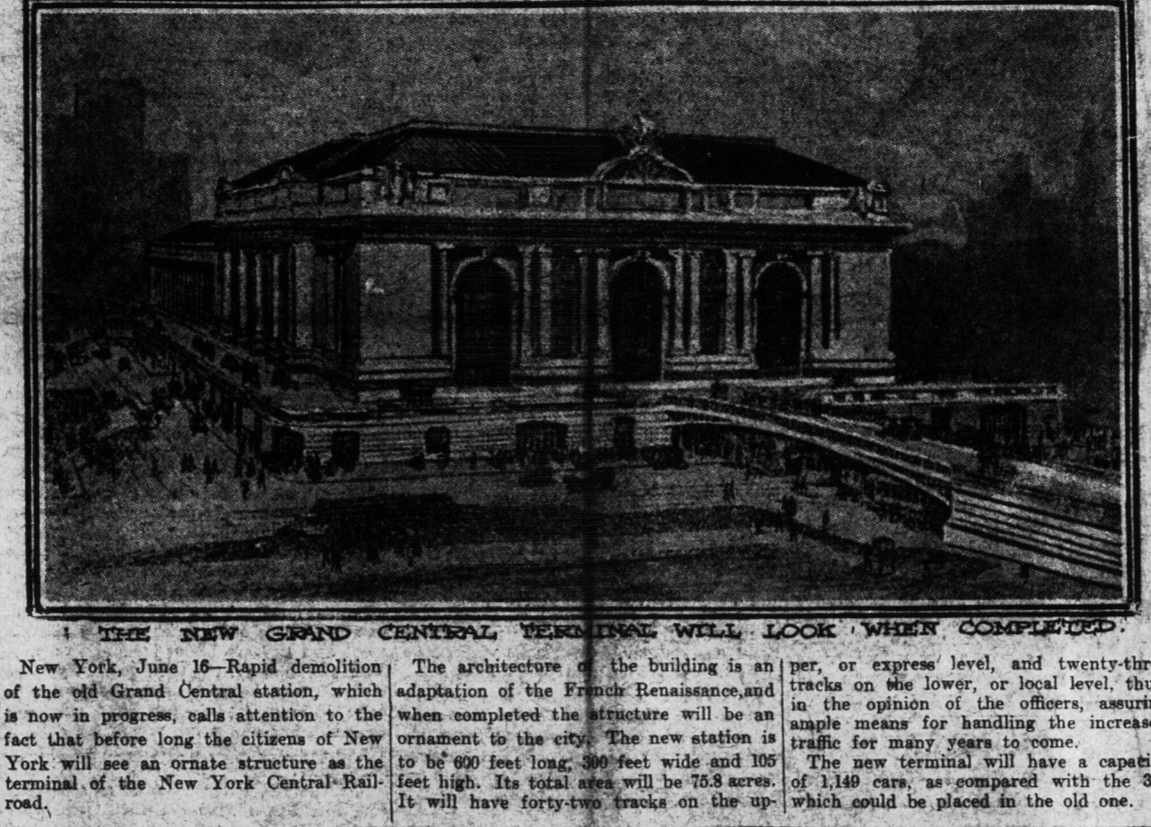 THE NEW GRAND CENTRAL TERMINAL WILL LOOK WHEN COMPLETED.
New York, June 16—Rapid demolition
of the old Grand Central station, which
is now in progress, calls attention to the
fact that before long the citizens of New
York will see an ornate structure as the
terminal of the New York Central Rail-
road.
The architecture of the building is an
adaptation of the French Renaissance, and
when completed the structure will be an
ornament to the city. The new station is
to be 600 feet long, 300 feet wide and 105
feet high. Its total area will be 75.8 acres.
It will have forty-two tracks on the up-
per, or express level, and twenty-thr
tracks on the lower, or local level, thu
in the opinion of the officers, assuri
ample means for handling the increas
traffic for many years to come.
The new terminal will have a capaci
of 1,149 cars, as compared with the 3
which could be placed in the old one.